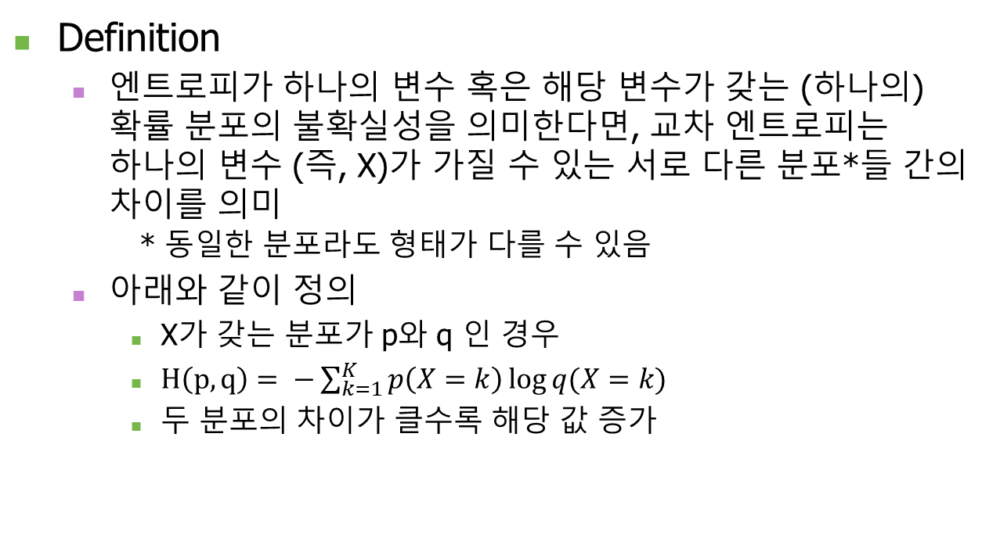 Definition
엔트로피가 하나의 변수 혹은 해당 변수가 갖는 (하나의)
확률 분포의 불확실성을 의미한다면, 교차 엔트로피는
하나의 변수 (즉, X)가 가질 수 있는 서로 다른 분포*들 간의
차이를 의미
* 동일한 분포라도 형태가 다를 수 있음
아래와 같이 정의
X가 갖는 분포가 p와 q 인 경우
H(p,q) = −∑_{k=1}^{K} p(X = k) log q(X = k)
두 분포의 차이가 클수록 해당 값 증가